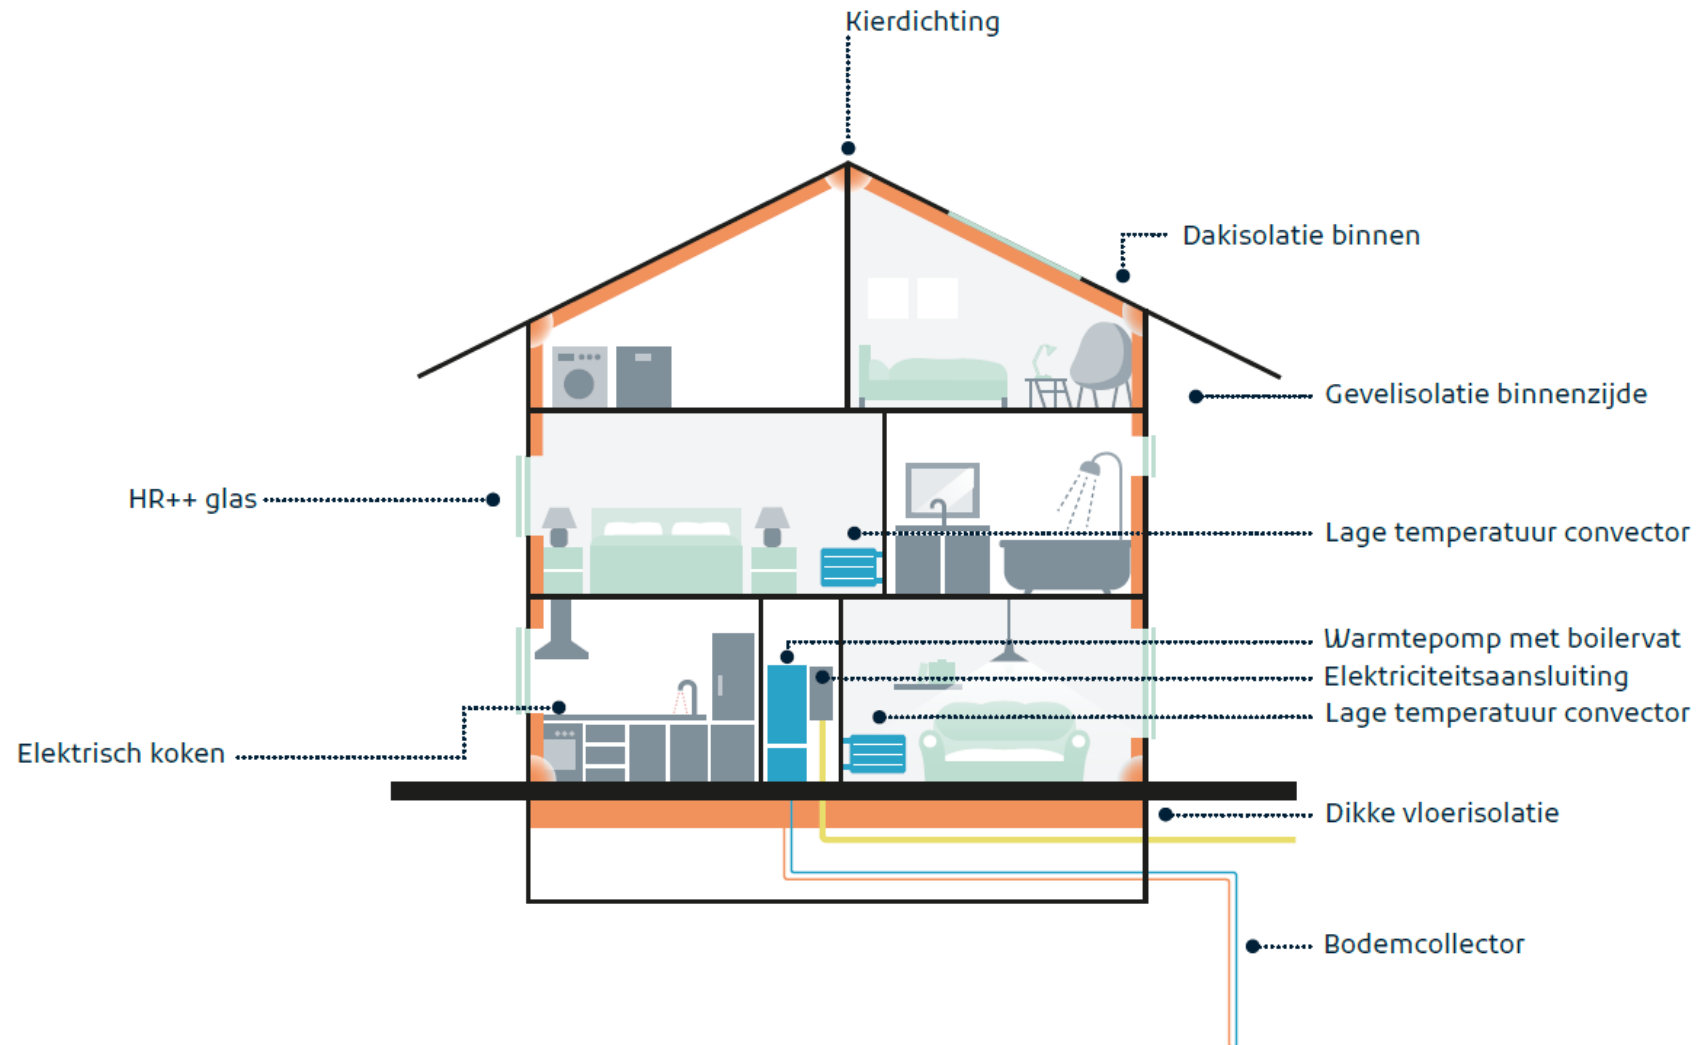 Kierdichting
Dakisolatie binnen
Gevelisolatie binnenzijde
HR++ glas
Lage temperatuur convector
Warmtepomp met boilervat
Elektriciteitsaansluiting
Lage temperatuur convector
Elektrisch koken
Dikke vloerisolatie
Bodemcollector